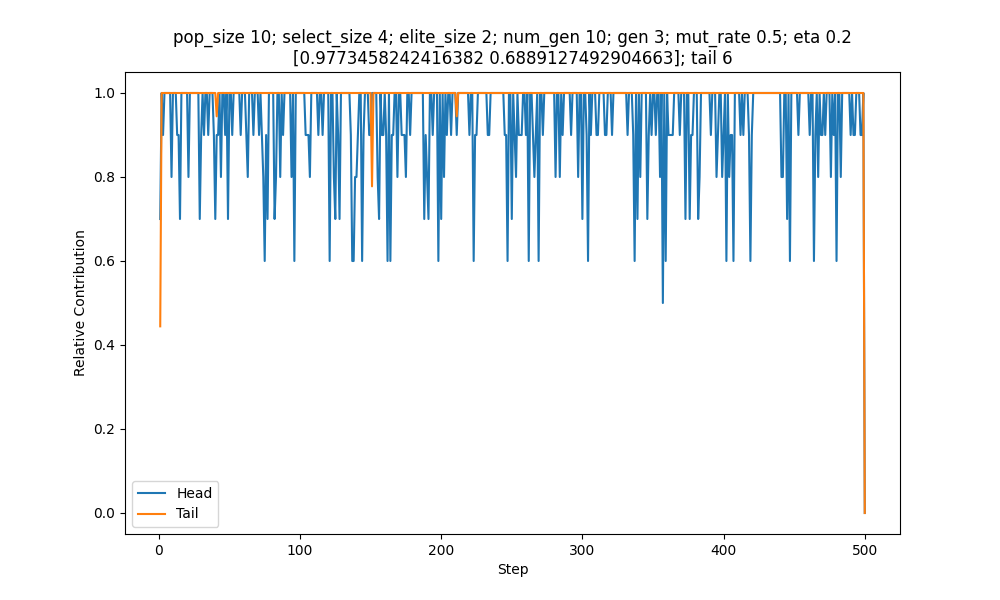 pop_size 10; select_size 4; elite_size 2; num_gen 10; gen 3; mut_rate 0.5; eta 0.2
[0.9773458242416382 0.6889127492904663]; tail 6
1.0
0.8
0.6
0.4
0.2
0.0
Relative Contribution
Head
Tail
0
100
200
300
400
500
Step